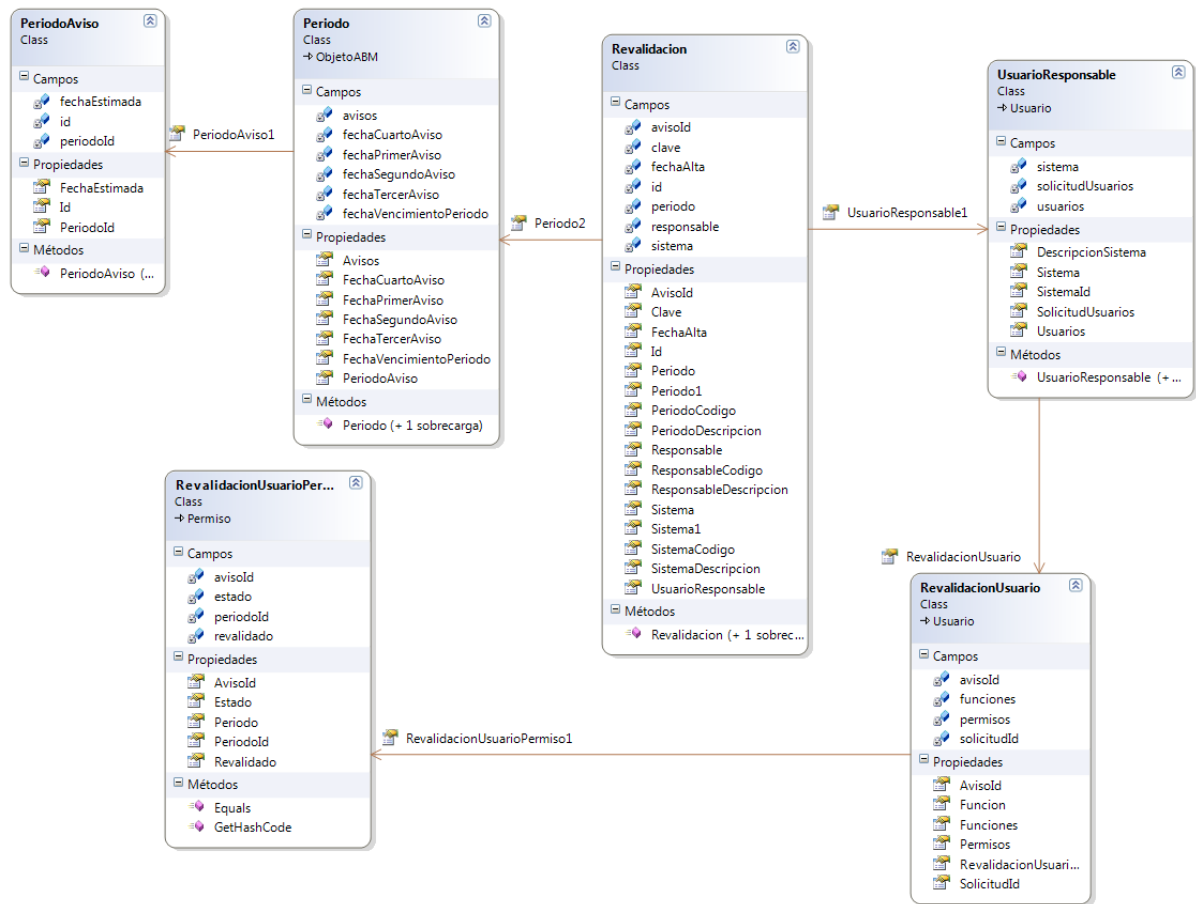 PeriodoAviso
Class
Campos
fechaEstimada
id
periodoId
Propiedades
FechaEstimada
Id
PeriodoId
Métodos
PeriodoAviso (...
PeriodoAviso1
Periodo
Class
ObjetoABM
Campos
avisos
fechaCuartoAviso
fechaPrimerAviso
fechaSegundoAviso
fechaTercerAviso
fechaVencimientoPeriodo
Propiedades
Avisos
FechaCuartoAviso
FechaPrimerAviso
FechaSegundoAviso
FechaTercerAviso
FechaVencimientoPeriodo
PeriodoAviso
Métodos
Periodo (+ 1 sobrecarga)
Periodo2
Revalidacion
Class
Campos
avisoId
clave
fechaAlta
id
periodo
responsable
sistema
Propiedades
AvisoId
Clave
FechaAlta
Id
Periodo
Periodo1
PeriodoCodigo
PeriodoDescripcion
Responsable
ResponsableCodigo
ResponsableDescripcion
Sistema
Sistema1
SistemaCodigo
SistemaDescripcion
UsuarioResponsable
Métodos
Revalidacion (+ 1 sobrec...
UsuarioResponsable1
UsuarioResponsable
Class
Usuario
Campos
sistema
solicitudUsuarios
usuarios
Propiedades
DescripcionSistema
Sistema
SistemaId
SolicitudUsuarios
Usuarios
Métodos
UsuarioResponsable (+ ...
RevalidacionUsuario
RevalidacionUsuario
Class
Usuario
Campos
avisoId
funciones
permisos
solicitudId
Propiedades
AvisoId
Funcion
Funciones
Permisos
RevalidacionUsuari...
SolicitudId
RevalidacionUsuarioPermiso1
RevalidacionUsuarioPer...
Class
Permiso
Campos
avisoId
estado
periodoId
revalidado
Propiedades
AvisoId
Estado
Periodo
PeriodoId
Revalidado
Métodos
Equals
GetHashCode